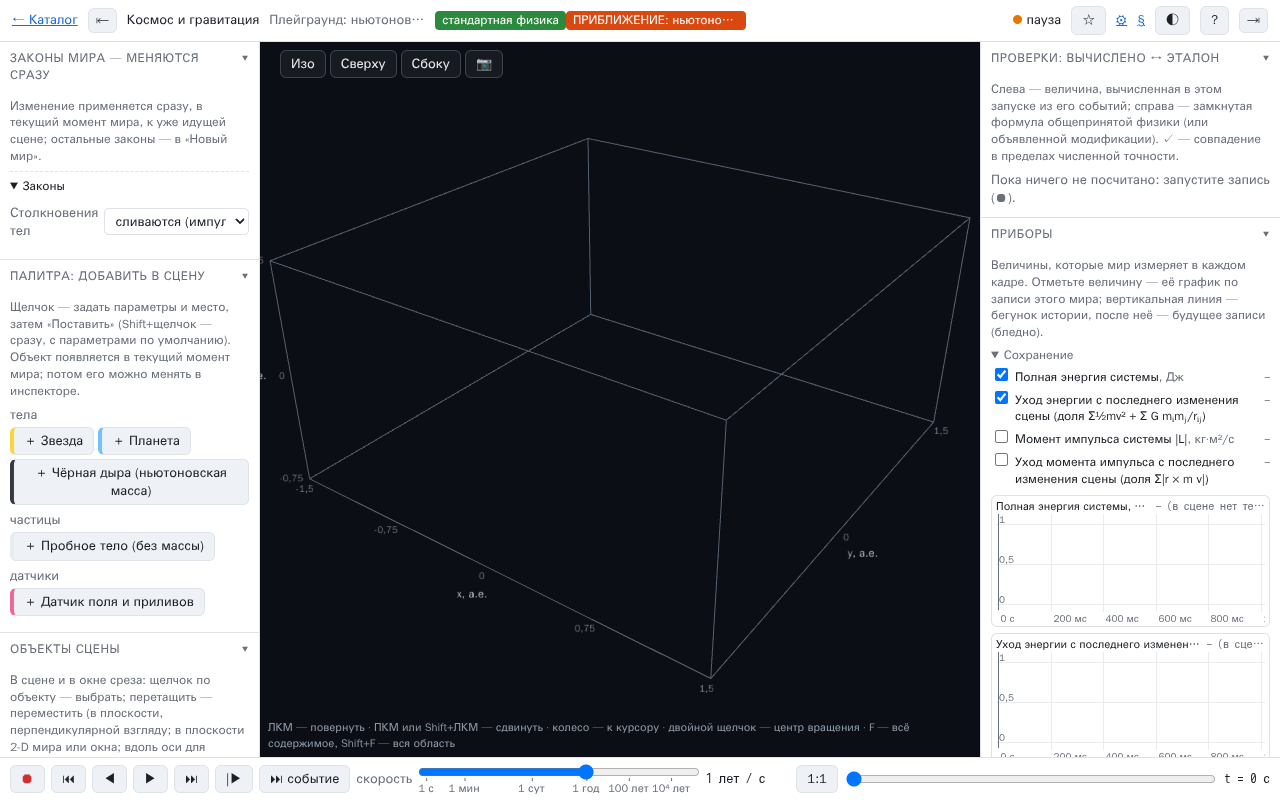 ← Каталог
⇤
Космос и гравитация
Плейграунд: ньютонов···
стандартная физика
ПРИБЛИЖЕНИЕ: ньютоно···
пауза
☆
§
?
⇥
ЗАКОНЫ МИРА — МЕНЯЮТСЯ
СРАЗУ
Изменение применяется сразу, в
текущий момент мира, к уже идущей
сцене; остальные законы — в «Новый
мир».
▼ Законы
Столкновения
тел
сливаются (импул
ПАЛИТРА: ДОБАВИТЬ В СЦЕНУ
Щелчок — задать параметры и место,
затем «Поставить» (Shift+щелчок —
сразу, с параметрами по умолчанию).
Объект появляется в текущий момент
мира; потом его можно менять в
инспекторе.
тела
+ Звезда
+ Планета
+ Чёрная дыра (ньютоновская
масса)
частицы
+ Пробное тело (без массы)
датчики
+ Датчик поля и приливов
ОБЪЕКТЫ СЦЕНЫ
В сцене и в окне среза: щелчок по
объекту — выбрать; перетащить —
переместить (в плоскости,
перпендикулярной взгляду; в плоскости
2-D мира или окна; вдоль оси для
Изо
Сверху
Сбоку
0
-0,75
-1,5
-0,75
0
x, а.е.
0,75
1,5
0
y, а.е.
1,5
ЛКМ — повернуть · ПКМ или Shift+ЛКМ — сдвинуть · колесо — к курсору · двойной щелчок — центр вращения · F — всё
содержимое, Shift+F — вся область
ПРОВЕРКИ: ВЫЧИСЛЕНО ↔ ЭТАЛОН
Слева — величина, вычисленная в этом
запуске из его событий; справа — замкнутая
формула общепринятой физики (или
объявленной модификации). ✓ — совпадение
в пределах численной точности.
Пока ничего не посчитано: запустите запись
(⏺).
ПРИБОРЫ
Величины, которые мир измеряет в каждом
кадре. Отметьте величину — её график по
записи этого мира; вертикальная линия —
бегунок истории, после неё — будущее записи
(бледно).
▼ Сохранение
Полная энергия системы, Дж –
Уход энергии с последнего изменения –
сцены (доля Σ½mv² + Σ G mᵢmⱼ/rᵢⱼ)
Момент импульса системы |L|, кг·м²/с –
Уход момента импульса с последнего –
изменения сцены (доля Σ|r × m v|)
Полная энергия системы, ··· – (в сцене нет те···
1
0,5
0
0 с 200 мс 400 мс 600 мс 800 мс
Уход энергии с последнего изменен··· – (в сце···
1
0,5
0
0 с 200 мс 400 мс 600 мс 800 мс
⏭ событие
скорость
1 с 1 мин 1 сут 1 год 100 лет 10⁴ лет
1 лет / с
1:1
t = 0 с